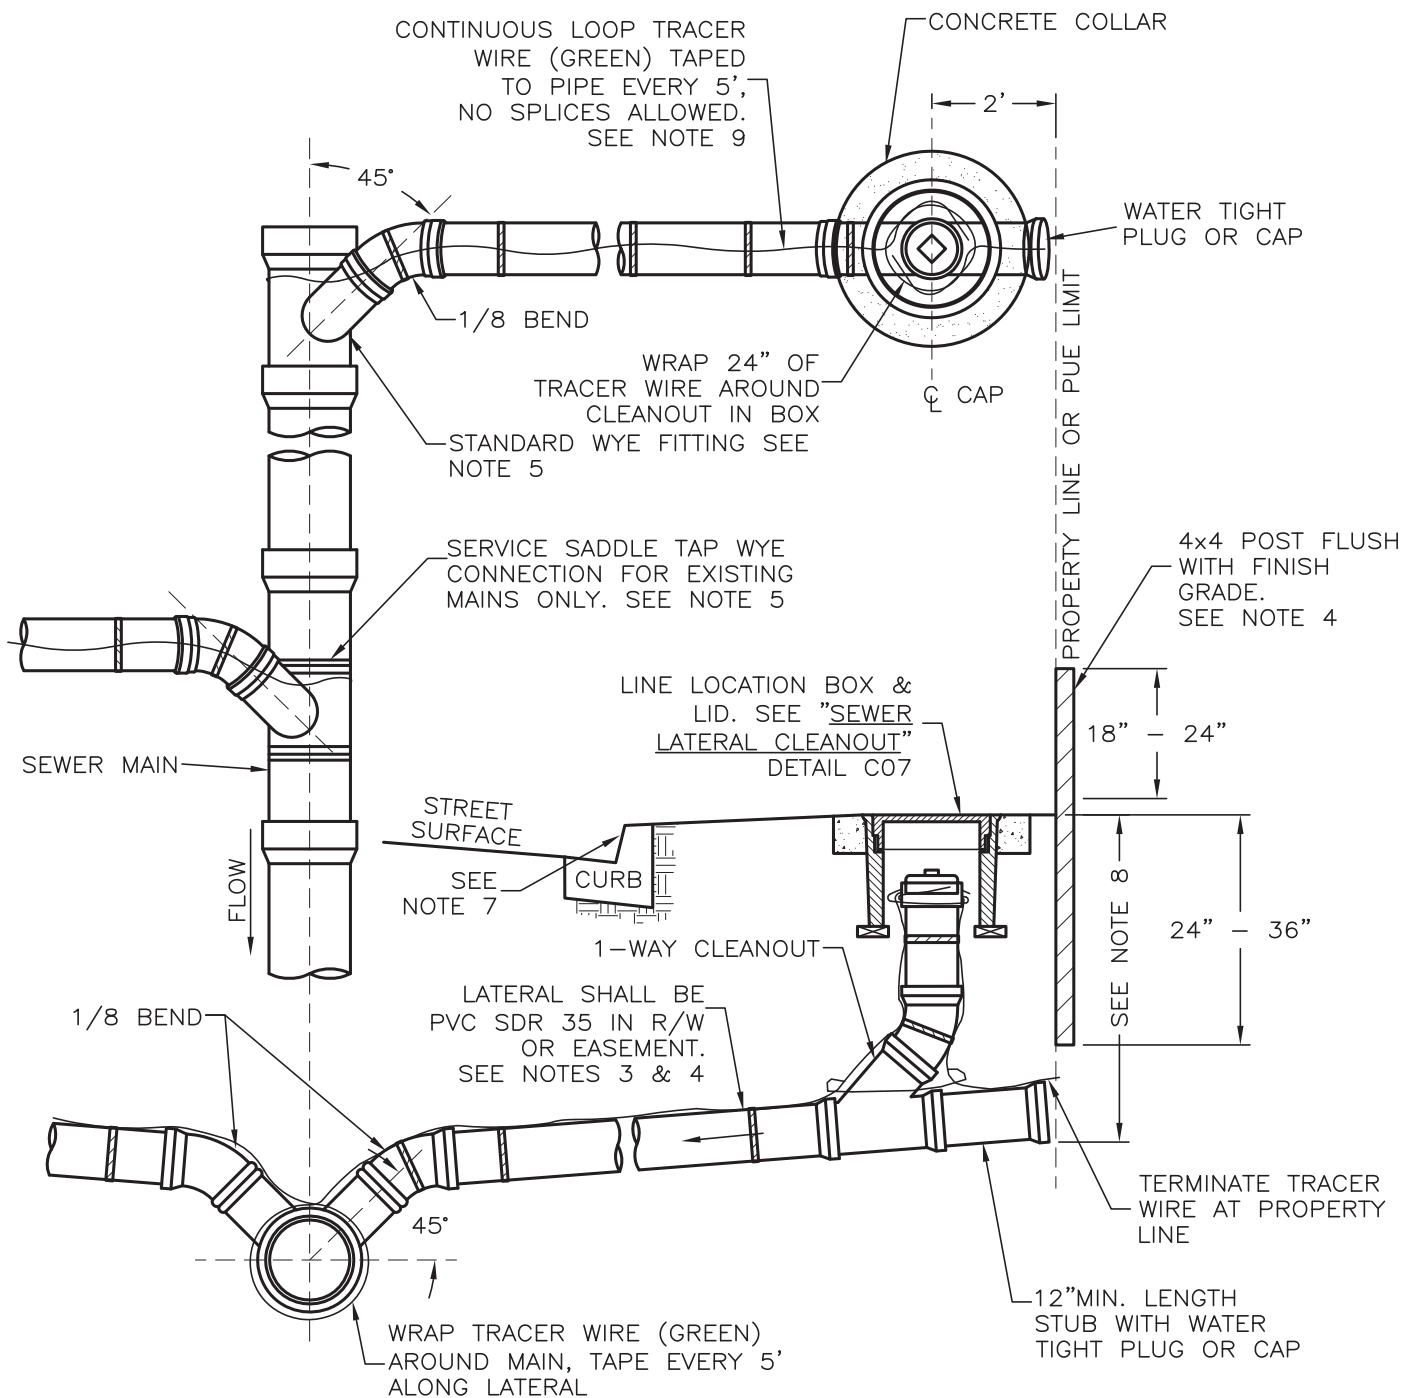 CONTINUOUS LOOP TRACER
WIRE (GREEN) TAPED
TO PIPE EVERY 5',
NO SPLICES ALLOWED.
SEE NOTE 9
CONCRETE COLLAR
2'
45°
WATER TIGHT
PLUG OR CAP
1/8 BEND
WRAP 24" OF
TRACER WIRE AROUND
CLEANOUT IN BOX
℄ CAP
PROPERTY LINE OR PUE LIMIT
STANDARD WYE FITTING SEE
NOTE 5
SERVICE SADDLE TAP WYE
CONNECTION FOR EXISTING
MAINS ONLY. SEE NOTE 5
4x4 POST FLUSH
WITH FINISH
GRADE.
SEE NOTE 4
LINE LOCATION BOX &
LID. SEE "SEWER
LATERAL CLEANOUT"
DETAIL C07
18" - 24"
SEWER MAIN
STREET
SURFACE
SEE
NOTE 7
CURB
FLOW
SEE NOTE 8
24" - 36"
1-WAY CLEANOUT
LATERAL SHALL BE
PVC SDR 35 IN R/W
OR EASEMENT.
SEE NOTES 3 & 4
1/8 BEND
45°
TERMINATE TRACER
WIRE AT PROPERTY
LINE
12"MIN. LENGTH
STUB WITH WATER
TIGHT PLUG OR CAP
WRAP TRACER WIRE (GREEN)
AROUND MAIN, TAPE EVERY 5'
ALONG LATERAL